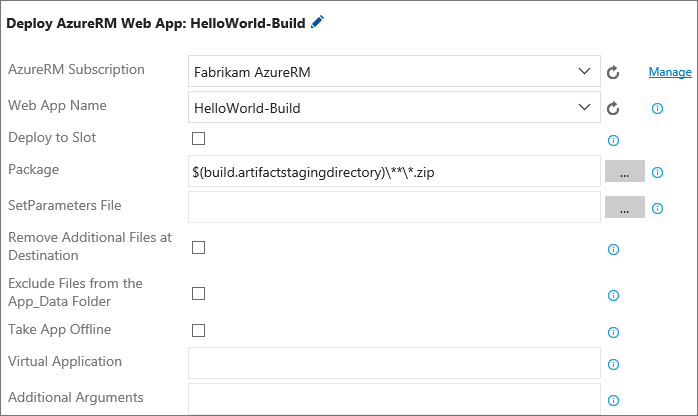 Deploy AzureRM Web App: HelloWorld-Build
AzureRM Subscription
Fabrikam AzureRM
Manage
Web App Name
HelloWorld-Build
Deploy to Slot
Package
$(build.artifactstagingdirectory)\**\*.zip
...
SetParameters File
...
Remove Additional Files at
Destination
Exclude Files from the
App_Data Folder
Take App Offline
Virtual Application
Additional Arguments